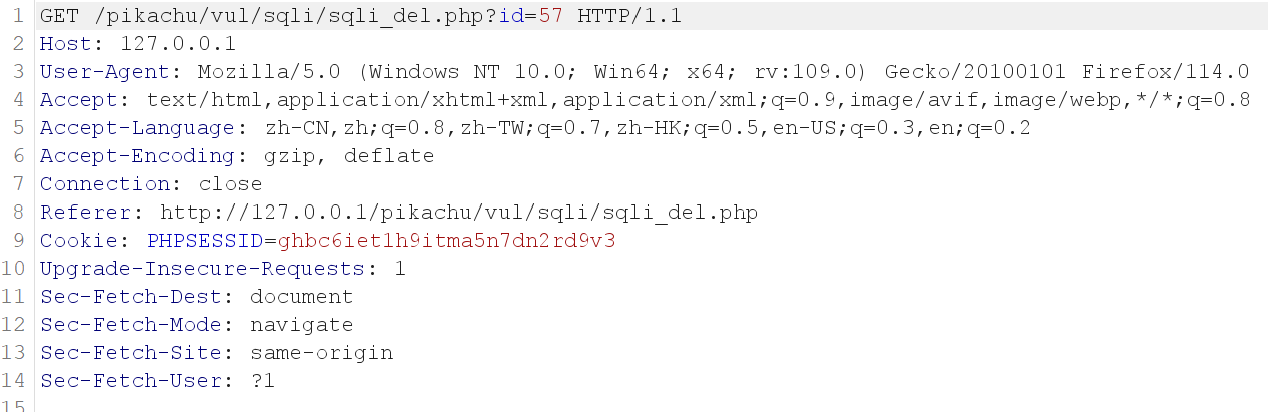 1 GET /pikachu/vul/sqli/sqli_del.php?id=57 HTTP/1.1
2 Host: 127.0.0.1
3 User-Agent: Mozilla/5.0 (Windows NT 10.0; Win64; x64; rv:109.0) Gecko/20100101 Firefox/114.0
4 Accept: text/html,application/xhtml+xml,application/xml;q=0.9,image/avif,image/webp,*/*;q=0.8
5 Accept-Language: zh-CN,zh;q=0.8,zh-TW;q=0.7,zh-HK;q=0.5,en-US;q=0.3,en;q=0.2
6 Accept-Encoding: gzip, deflate
7 Connection: close
8 Referer: http://127.0.0.1/pikachu/vul/sqli/sqli_del.php
9 Cookie: PHPSESSID=ghbc6iet1h9itma5n7dn2rd9v3
10 Upgrade-Insecure-Requests: 1
11 Sec-Fetch-Dest: document
12 Sec-Fetch-Mode: navigate
13 Sec-Fetch-Site: same-origin
14 Sec-Fetch-User: ?1
15